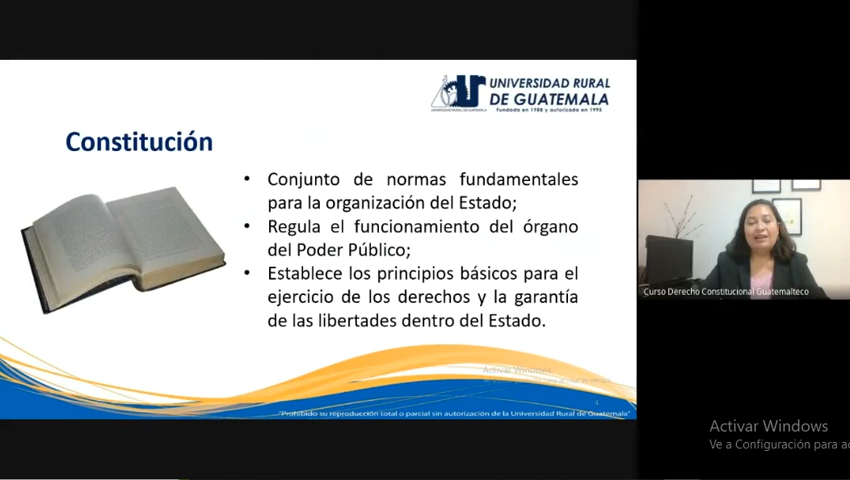 UNIVERSIDAD RURAL
DE GUATEMALA
Fundada en 1988 y autorizada en 1995
Constitución
• Conjunto de normas fundamentales
para la organización del Estado;
• Regula el funcionamiento del órgano
del Poder Público;
• Establece los principios básicos para el
ejercicio de los derechos y la garantía
de las libertades dentro del Estado.
Activar Windows
4
"Prohibido su reproducción total o parcial sin autorización de la Universidad Rural de Guatemala"
Curso Derecho Constitucional Guatemalteco
Activar Windows
Ve a Configuración para